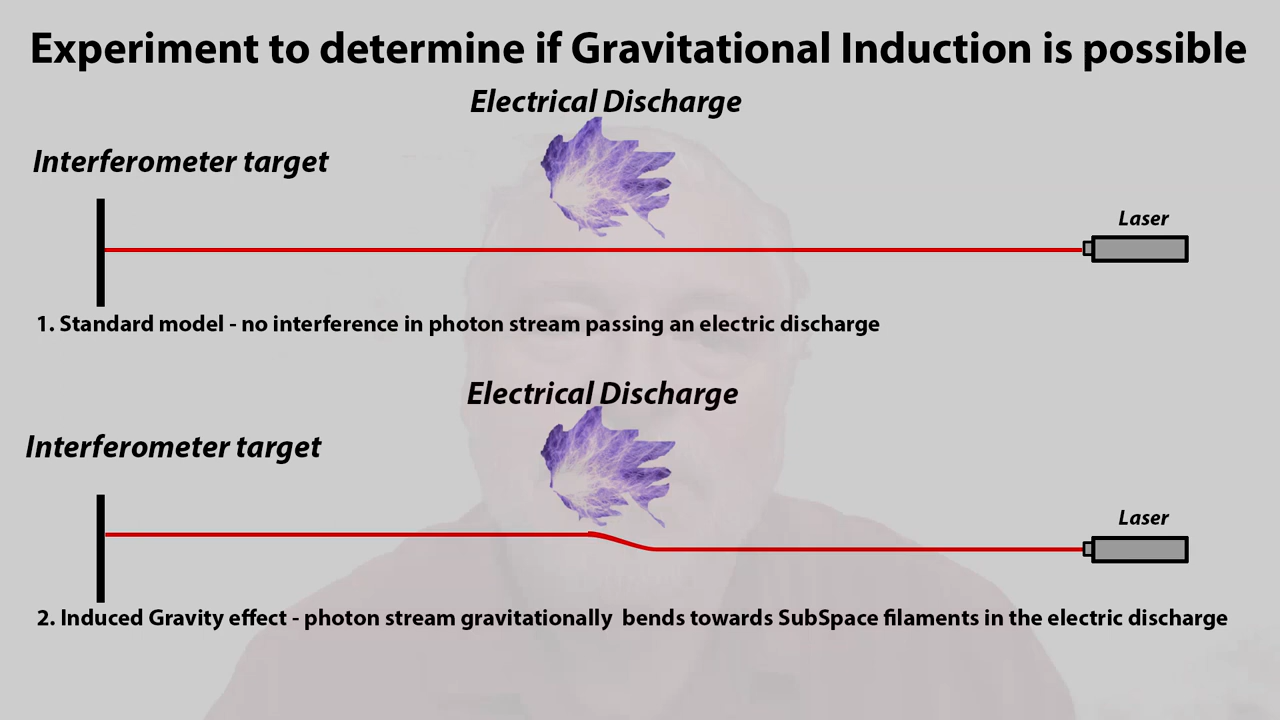 Experiment to determine if Gravitational Induction is possible
Electrical Discharge
Interferometer target
Laser
1. Standard model - no interference in photon stream passing an electric discharge
Electrical Discharge
Interferometer target
Laser
2. Induced Gravity effect - photon stream gravitationally  bends towards SubSpace filaments in the electric discharge